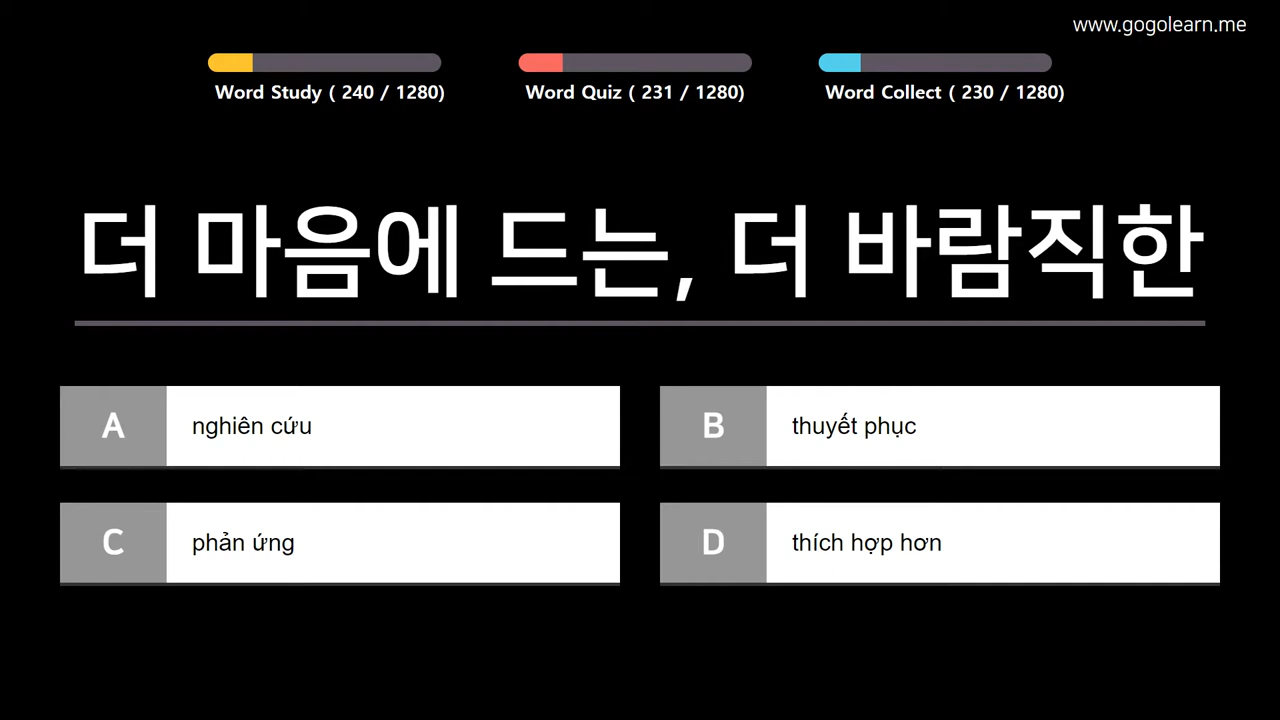 www.gogolearn.me
Word Study ( 240 / 1280)
Word Quiz ( 231 / 1280)
Word Collect ( 230 / 1280)
더 마음에 드는, 더 바람직한
A nghiên cứu
B thuyết phục
C phản ứng
D thích hợp hơn